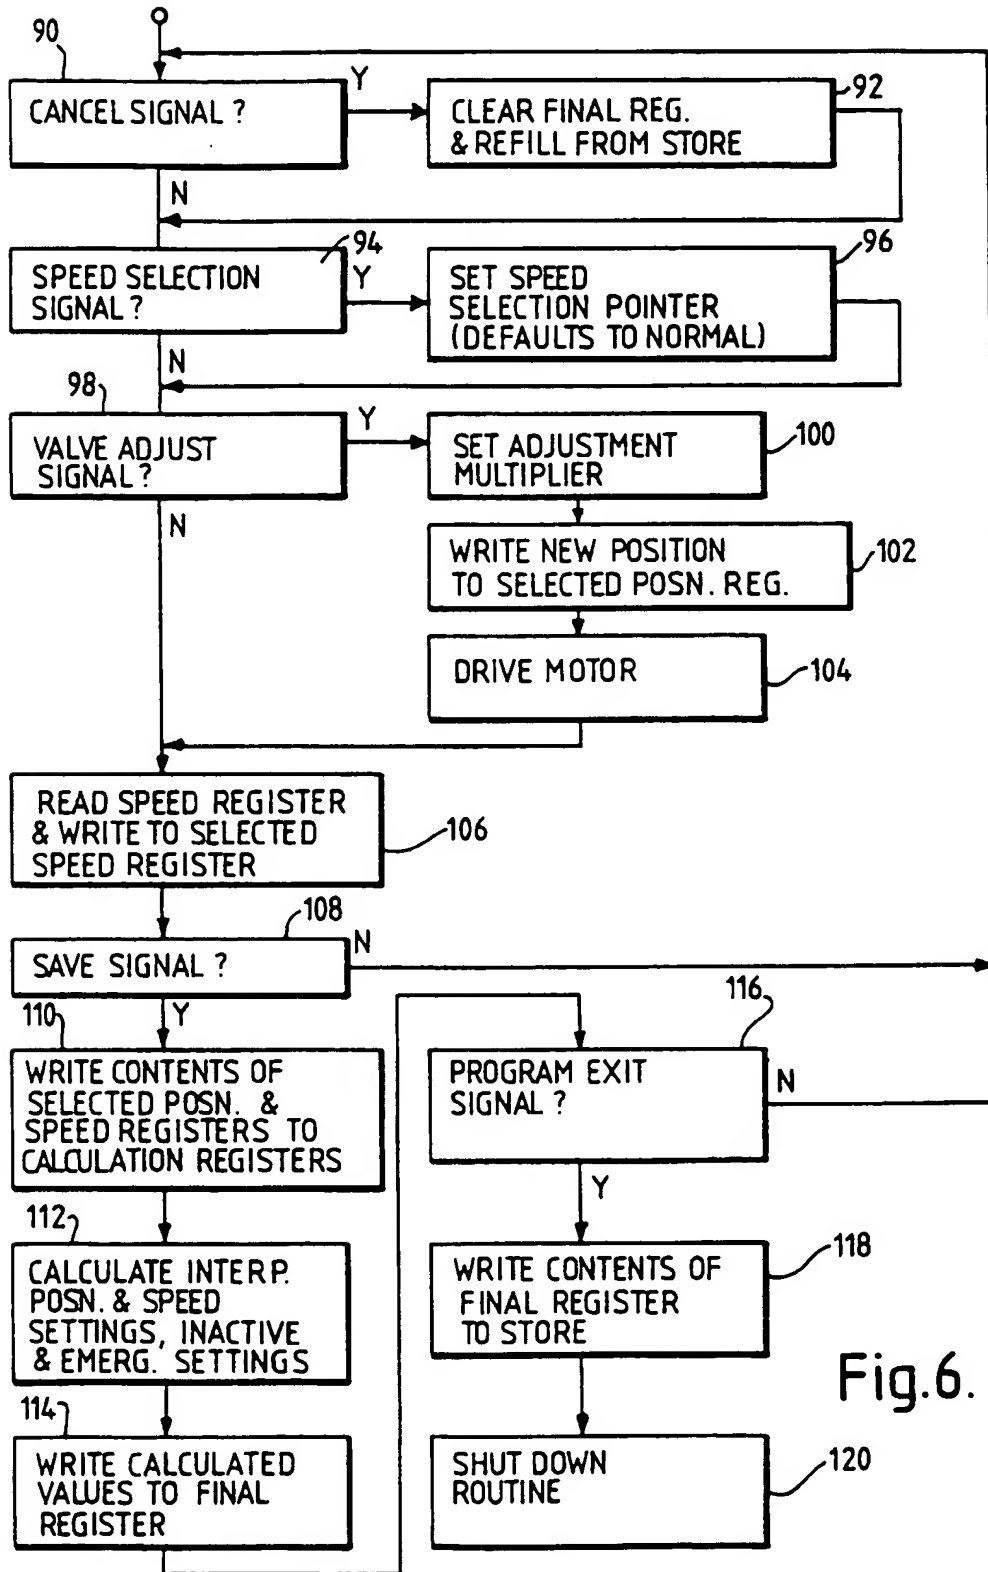 90
CANCEL SIGNAL ?
Y
CLEAR FINAL REG.
& REFILL FROM STORE
92
N
SPEED SELECTION
SIGNAL ?
94
Y
SET SPEED
SELECTION POINTER
(DEFAULTS TO NORMAL)
96
N
98
VALVE ADJUST
SIGNAL ?
Y
SET ADJUSTMENT
MULTIPLIER
100
N
WRITE NEW POSITION
TO SELECTED POSN. REG.
102
DRIVE MOTOR
104
READ SPEED REGISTER
& WRITE TO SELECTED
SPEED REGISTER
106
108
SAVE SIGNAL ?
N
Y
110
WRITE CONTENTS OF
SELECTED POSN. &
SPEED REGISTERS TO
CALCULATION REGISTERS
112
CALCULATE INTERP.
POSN. & SPEED
SETTINGS, INACTIVE
& EMERG. SETTINGS
114
WRITE CALCULATED
VALUES TO FINAL
REGISTER
116
PROGRAM EXIT
SIGNAL ?
N
Y
WRITE CONTENTS OF
FINAL REGISTER
TO STORE
118
SHUT DOWN
ROUTINE
120
Fig.6.